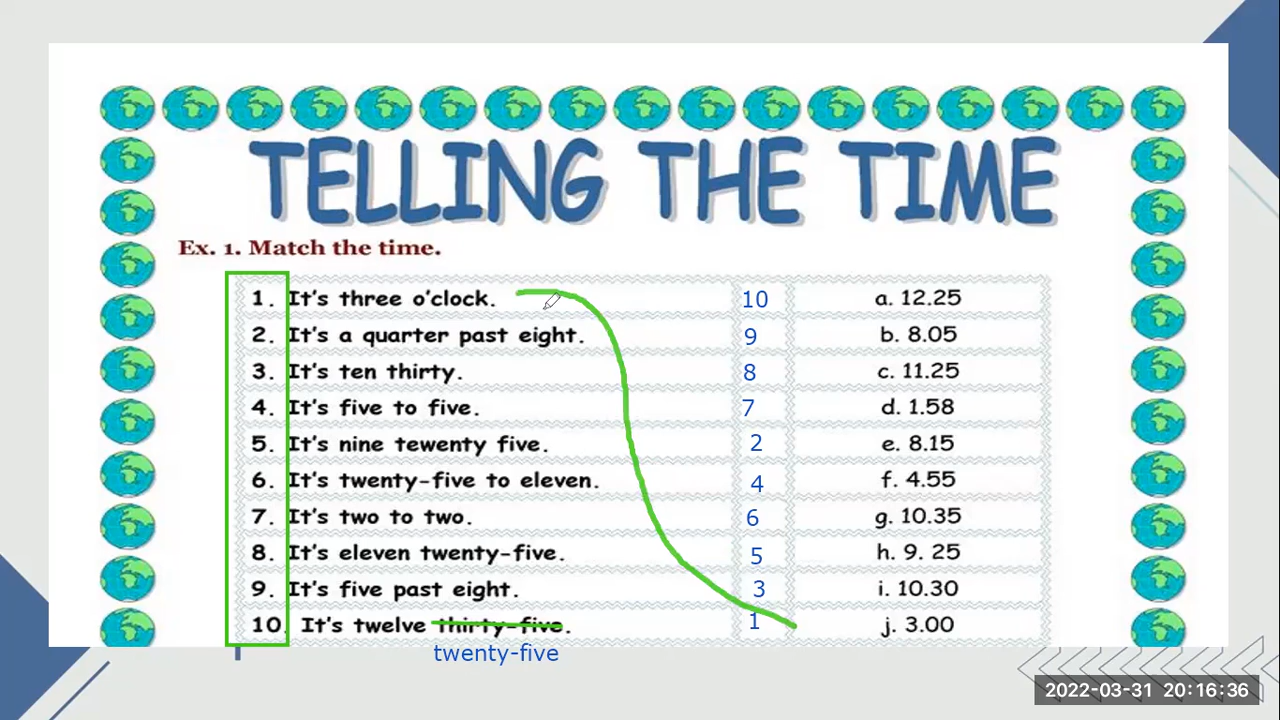 TELLING THE TIME
Ex. 1. Match the time.
1. It's three o'clock. 10 a. 12.25
2. It's a quarter past eight. 9 b. 8.05
3. It's ten thirty. 8 c. 11.25
4. It's five to five. 7 d. 1.58
5. It's nine tewenty five. 2 e. 8.15
6. It's twenty-five to eleven. 4 f. 4.55
7. It's two to two. 6 g. 10.35
8. It's eleven twenty-five. 5 h. 9. 25
9. It's five past eight. 3 i. 10.30
10. It's twelve thirty-five. 1 j. 3.00
twenty-five
2022-03-31 20:16:36